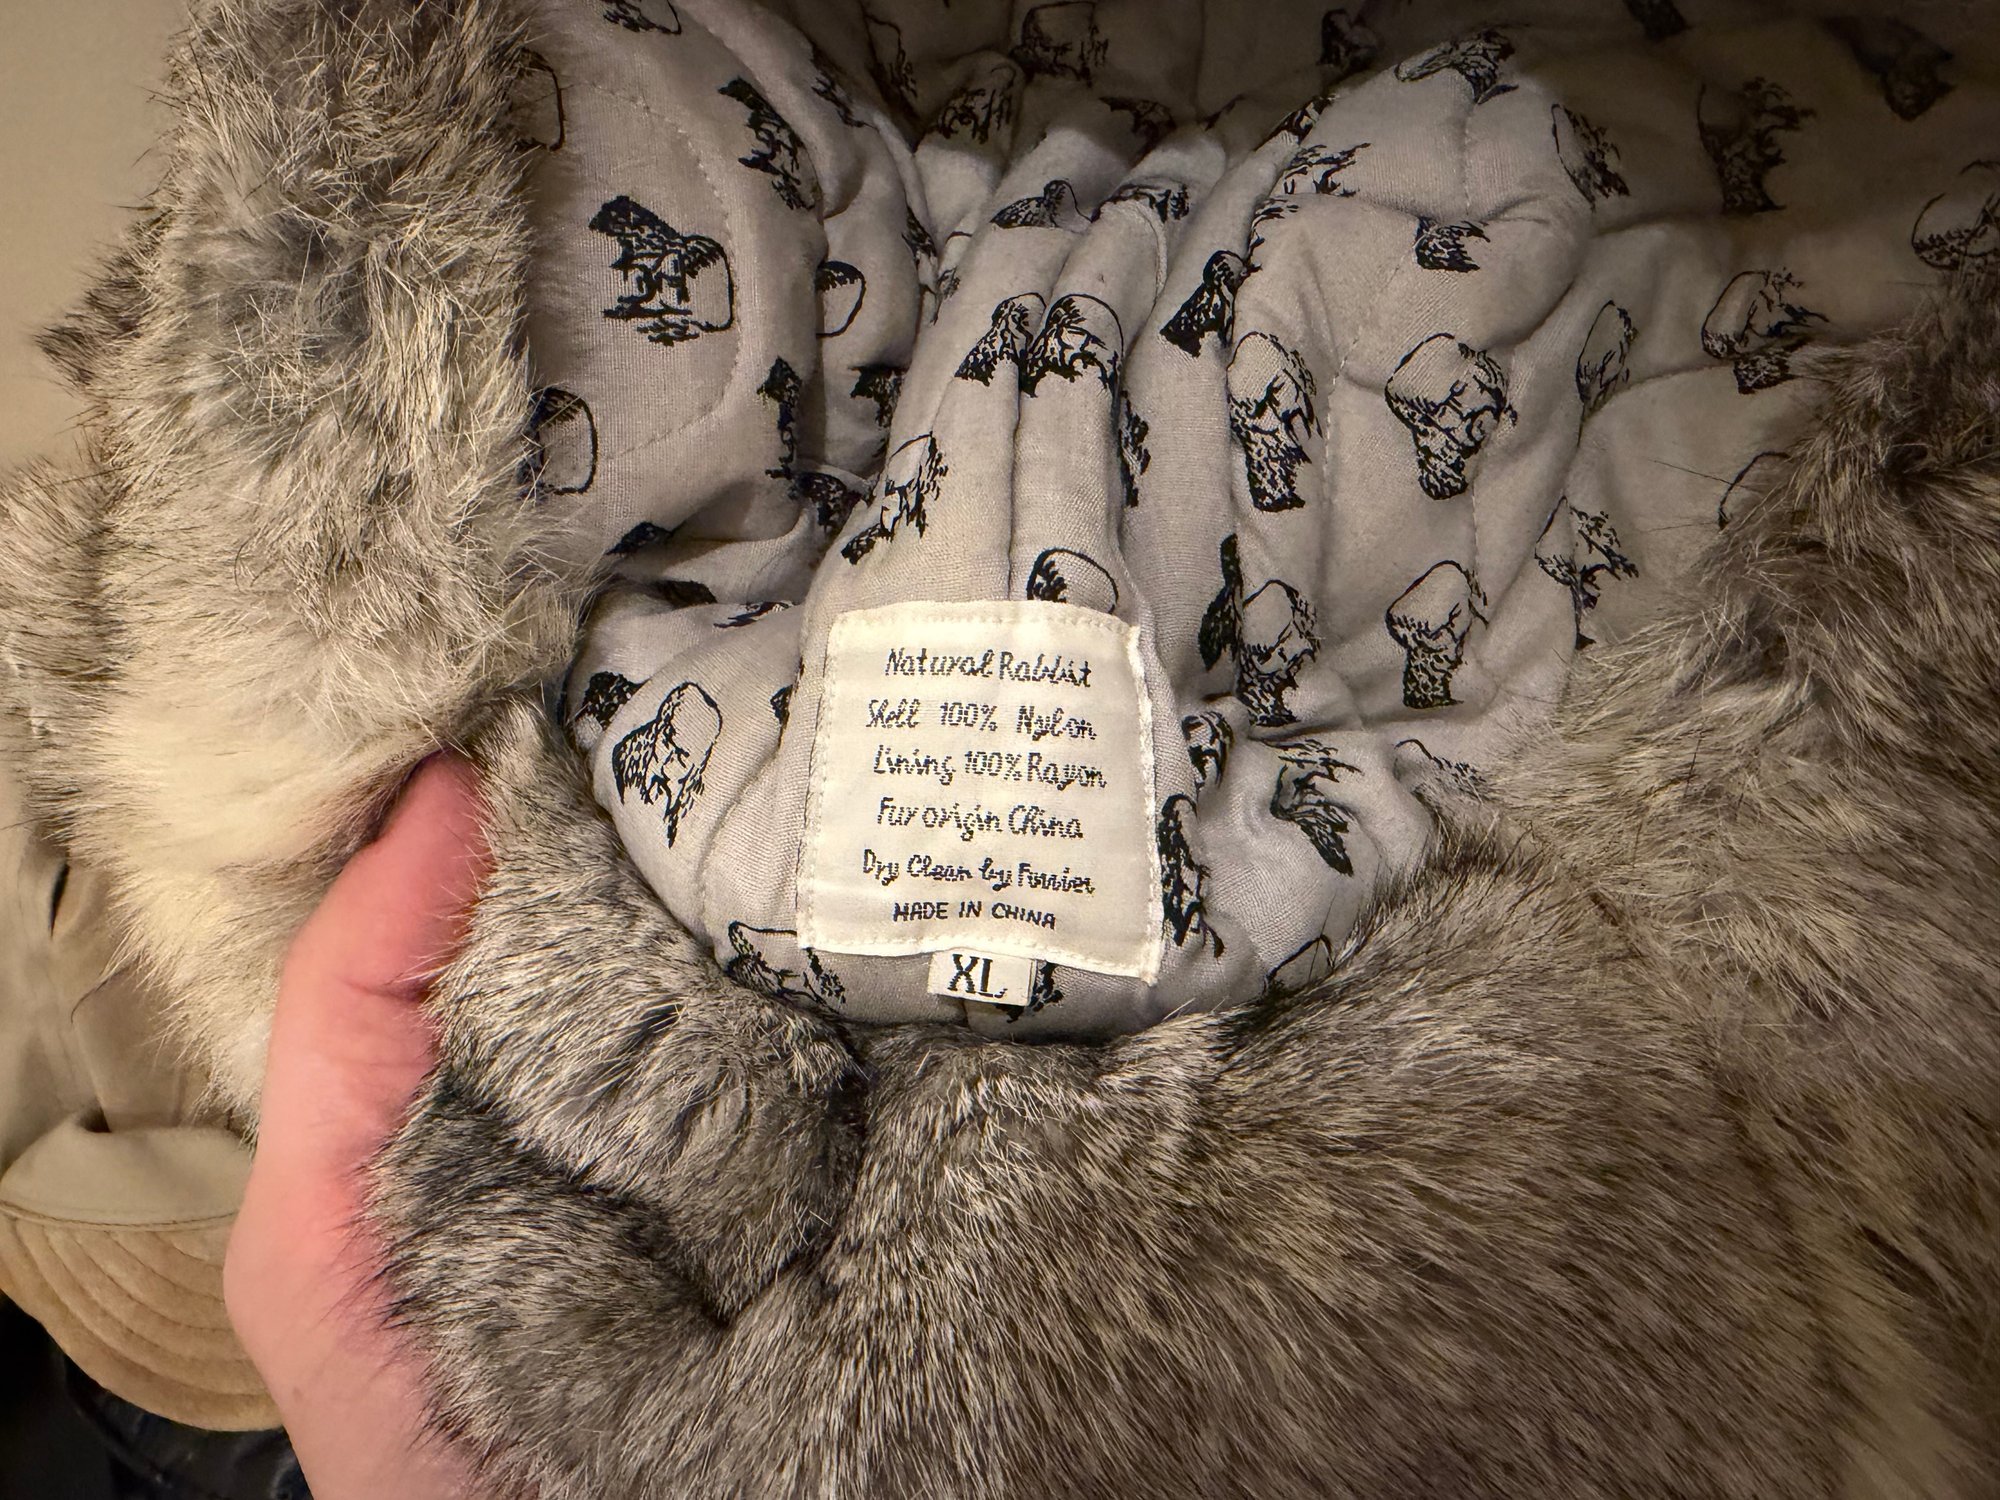 Natural Rabbit
Shell 100% Nylon
Lining 100% Rayon
Fur origin China
Dry Clean by Furrier
MADE IN CHINA
XL